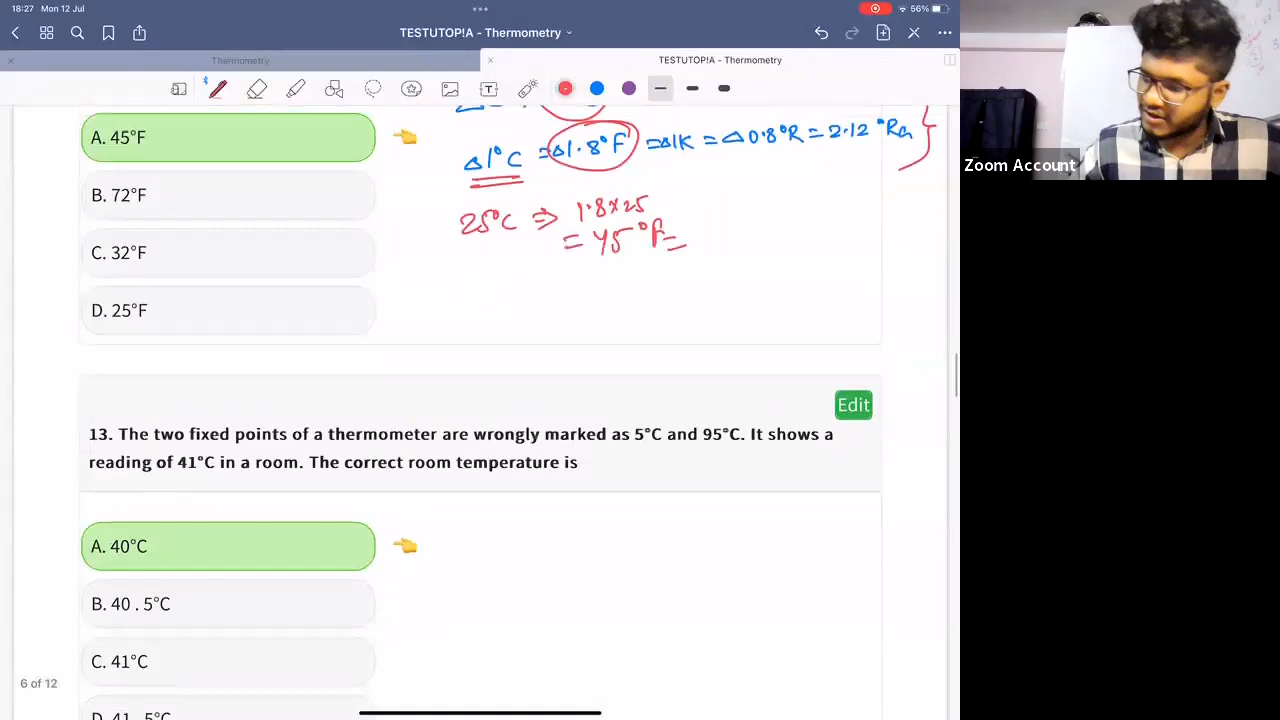 18:27 Mon 12 Jul
56%
TESTUTOP!A - Thermometry
Thermometry
TESTUTOP!A - Thermometry
A. 45°F
Δ1°C = Δ1.8°F = Δ1K = Δ0.8°R = 2.12 °Ra
B. 72°F
25°C ⇒ 1.8×25
= 45°F
C. 32°F
D. 25°F
Edit
13. The two fixed points of a thermometer are wrongly marked as 5°C and 95°C. It shows a
reading of 41°C in a room. The correct room temperature is
A. 40°C
B. 40 . 5°C
C. 41°C
6 of 12
D. 41 . 5°C
Zoom Account